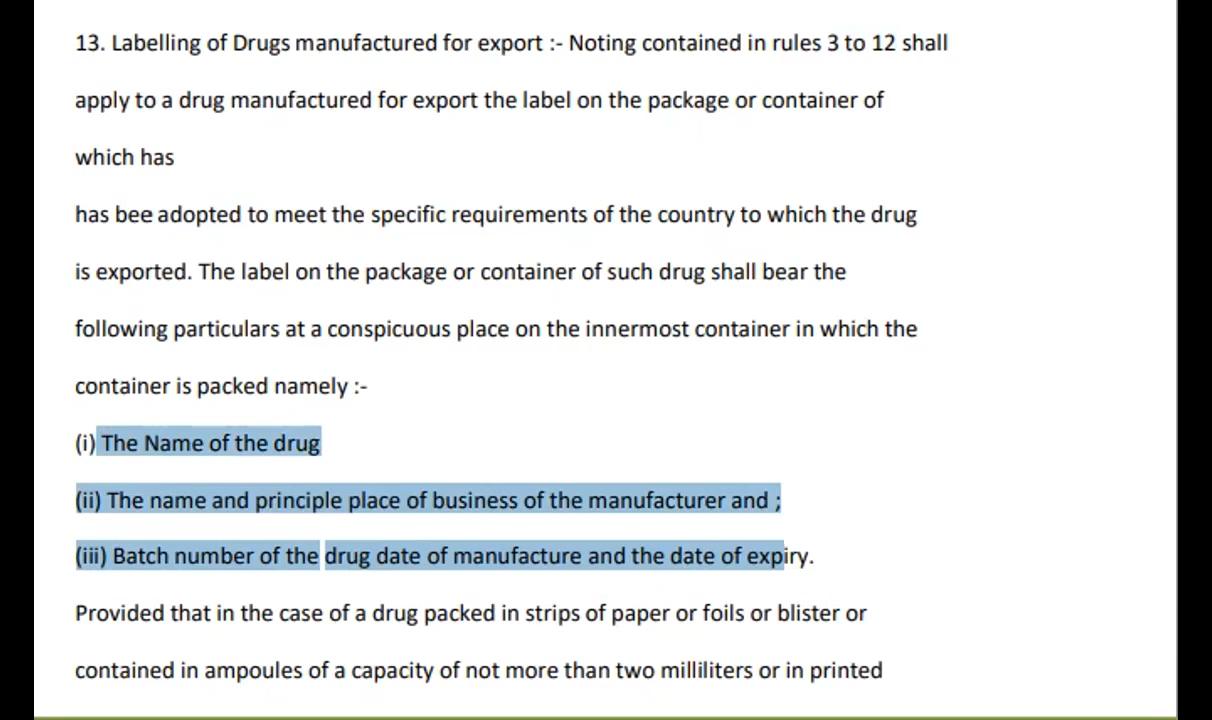 13. Labelling of Drugs manufactured for export :- Noting contained in rules 3 to 12 shall
apply to a drug manufactured for export the label on the package or container of
which has
has bee adopted to meet the specific requirements of the country to which the drug
is exported. The label on the package or container of such drug shall bear the
following particulars at a conspicuous place on the innermost container in which the
container is packed namely :-
(i) The Name of the drug
(ii) The name and principle place of business of the manufacturer and ;
(iii) Batch number of the drug date of manufacture and the date of expiry.
Provided that in the case of a drug packed in strips of paper or foils or blister or
contained in ampoules of a capacity of not more than two milliliters or in printed